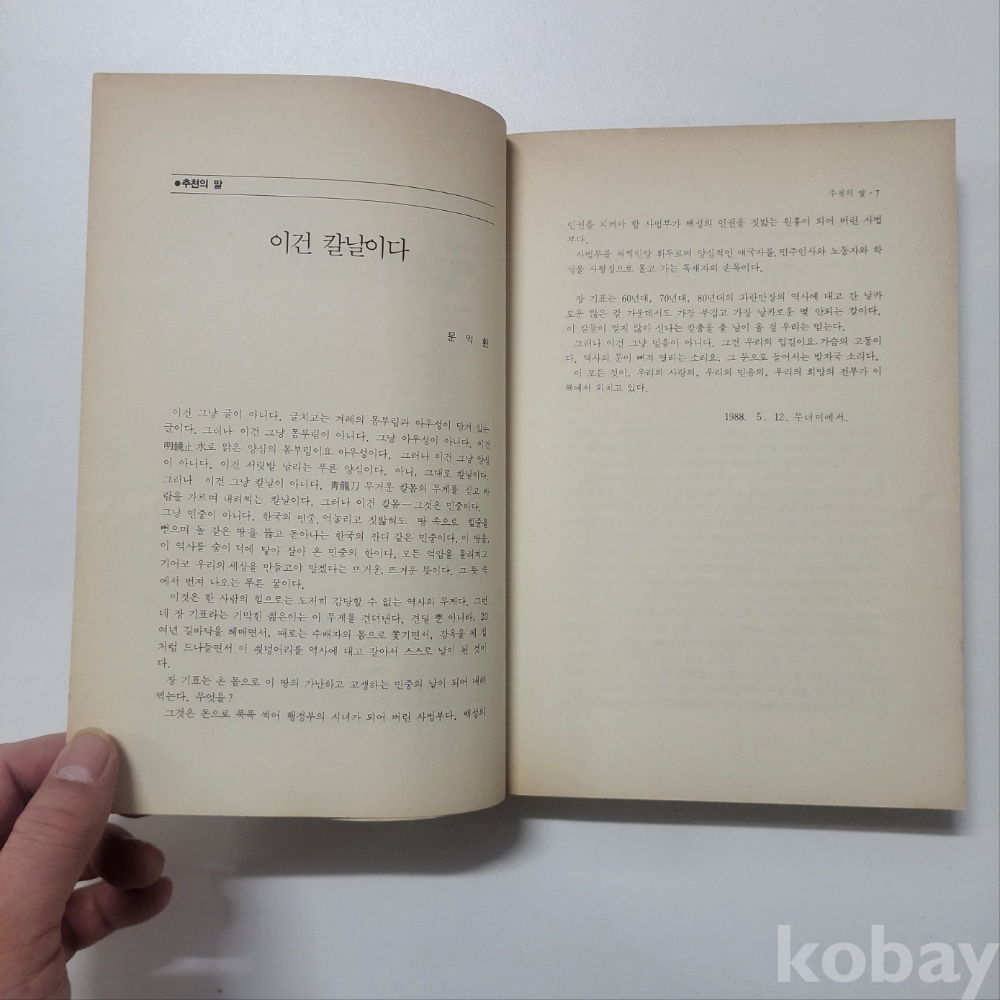 ●추천의 말
이건 칼날이다
문 익 환
이건 그냥 글이 아니다. 글치고는 겨레의 몸부림과 아우성이 담겨 있는
글이다. 그러나 이건 그냥 몸부림이 아니다. 그냥 아우성이 아니다. 이건
明鏡止水로 맑은 양심의 몸부림이요 아우성이다. 그러나 이건 그냥 양심
이 아니다. 이건 서릿발 날리는 푸른 양심이다. 아니, 그대로 칼날이다.
그러나 이건 그냥 칼날이 아니다. 靑龍刀 무거운 칼몸의 무게를 싣고 바
람을 가르며 내려찍는 칼날이다. 그러나 이건 칼몸—그것은 민중이다.
그냥 민중이 아니다. 한국의 민중, 억눌리고 짓밟혀도 땅 속으로 힘줄을
뻗으며 돌 같은 땅을 뚫고 돋아나는 한국의 잔디 같은 민중이다. 이 땅을,
이 역사를 숨이 턱에 닿아 살아 온 민중의 한이다. 모든 억압을 물리치고
기어코 우리의 세상을 만들고야 말겠다는 뜨거운, 뜨거운 뜻이다. 그 뜻 속
에서 번져 나오는 푸른 꿈이다.
이것은 한 사람의 힘으로는 도저히 감당할 수 없는 역사의 무게다. 그런
데 장 기표라는 기막힌 젊은이는 이 무게를 견뎌낸다. 견딜 뿐 아니라, 20
여년 길바닥을 헤매면서, 때로는 수배자의 몸으로 쫓기면서, 감옥을 제 집
처럼 드나들면서 이 쇳덩어리를 역사에 대고 갈아서 스스로 날이 된 것이
다.
장 기표는 온 몸으로 이 땅의 가난하고 고생하는 민중의 날이 되어 내려
찍는다. 무엇을?
그것은 돈으로 푹푹 썩어 행정부의 시녀가 되어 버린 사법부다. 백성의
추천의 말 · 7
인권을 지켜야 할 사법부가 백성의 인권을 짓밟는 원흉이 되어 버린 사법
부다.
사법부를 채찍인양 휘두르며 양심적인 애국자를, 민주인사와 노동자와 학
생을 사형장으로 몰고 가는 독재자의 손목이다.
장 기표는 60년대, 70년대, 80년대의 파란만장의 역사에 대고 간 날카
로운 많은 칼 가운데서도 가장 무겁고 가장 날카로운 몇 안되는 칼이다.
이 칼들이 멀지 않아 신나는 칼춤을 출 날이 올 걸 우리는 믿는다.
그러나 이건 그냥 믿음이 아니다. 그건 우리의 입김이요, 가슴의 고동이
다. 역사의 문이 삐걱 열리는 소리요, 그 문으로 들어서는 발자국 소리다.
이 모든 것이, 우리의 사랑의, 우리의 믿음의, 우리의 희망의 전부가 이
책에서 외치고 있다.
1988. 5. 12. 무너미에서.
kobay